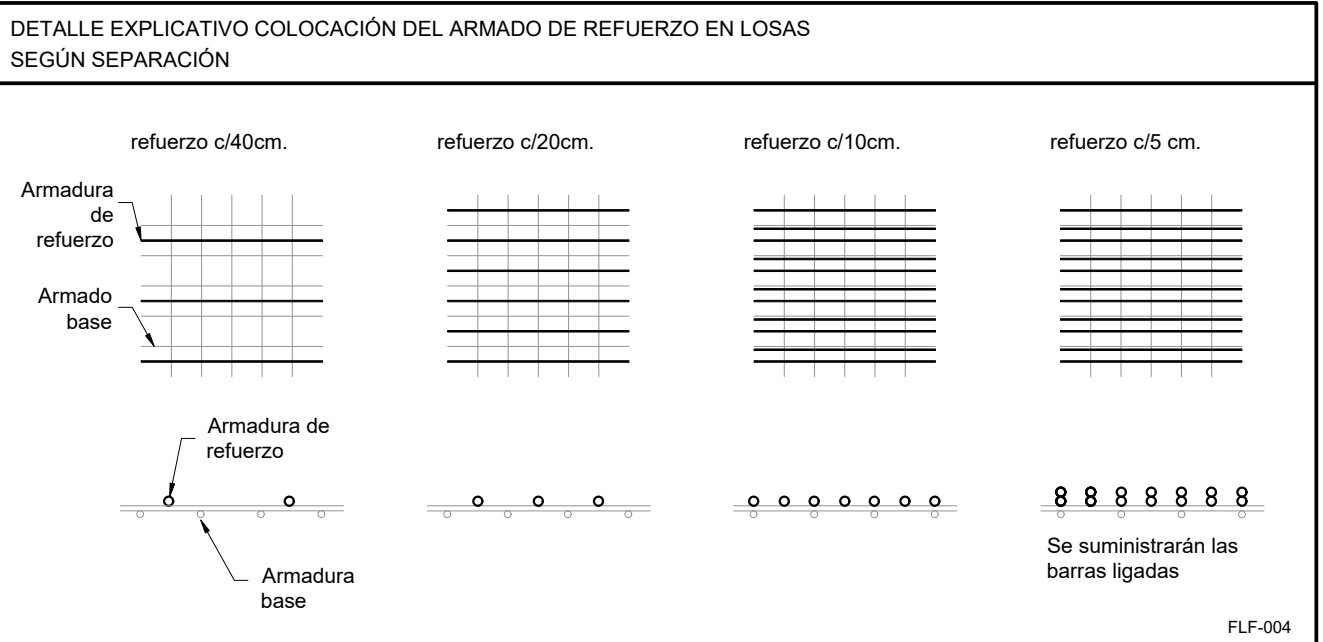 DETALLE EXPLICATIVO COLOCACIÓN DEL ARMADO DE REFUERZO EN LOSAS
SEGÚN SEPARACIÓN
refuerzo c/40cm.
refuerzo c/20cm.
refuerzo c/10cm.
refuerzo c/5 cm.
Armadura
de
refuerzo
Armado
base
Armadura de
refuerzo
Armadura
base
Se suministrarán las
barras ligadas
FLF-004